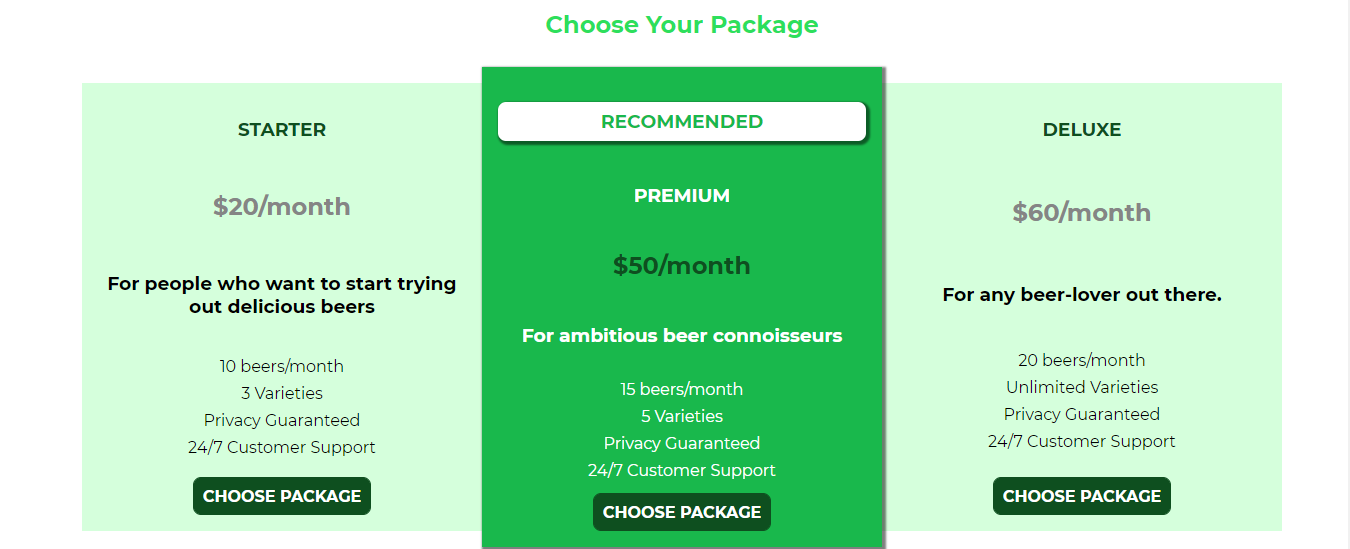 Choose Your Package
STARTER
$20/month
For people who want to start trying
out delicious beers
10 beers/month
3 Varieties
Privacy Guaranteed
24/7 Customer Support
CHOOSE PACKAGE
RECOMMENDED
PREMIUM
$50/month
For ambitious beer connoisseurs
15 beers/month
5 Varieties
Privacy Guaranteed
24/7 Customer Support
CHOOSE PACKAGE
DELUXE
$60/month
For any beer-lover out there.
20 beers/month
Unlimited Varieties
Privacy Guaranteed
24/7 Customer Support
CHOOSE PACKAGE